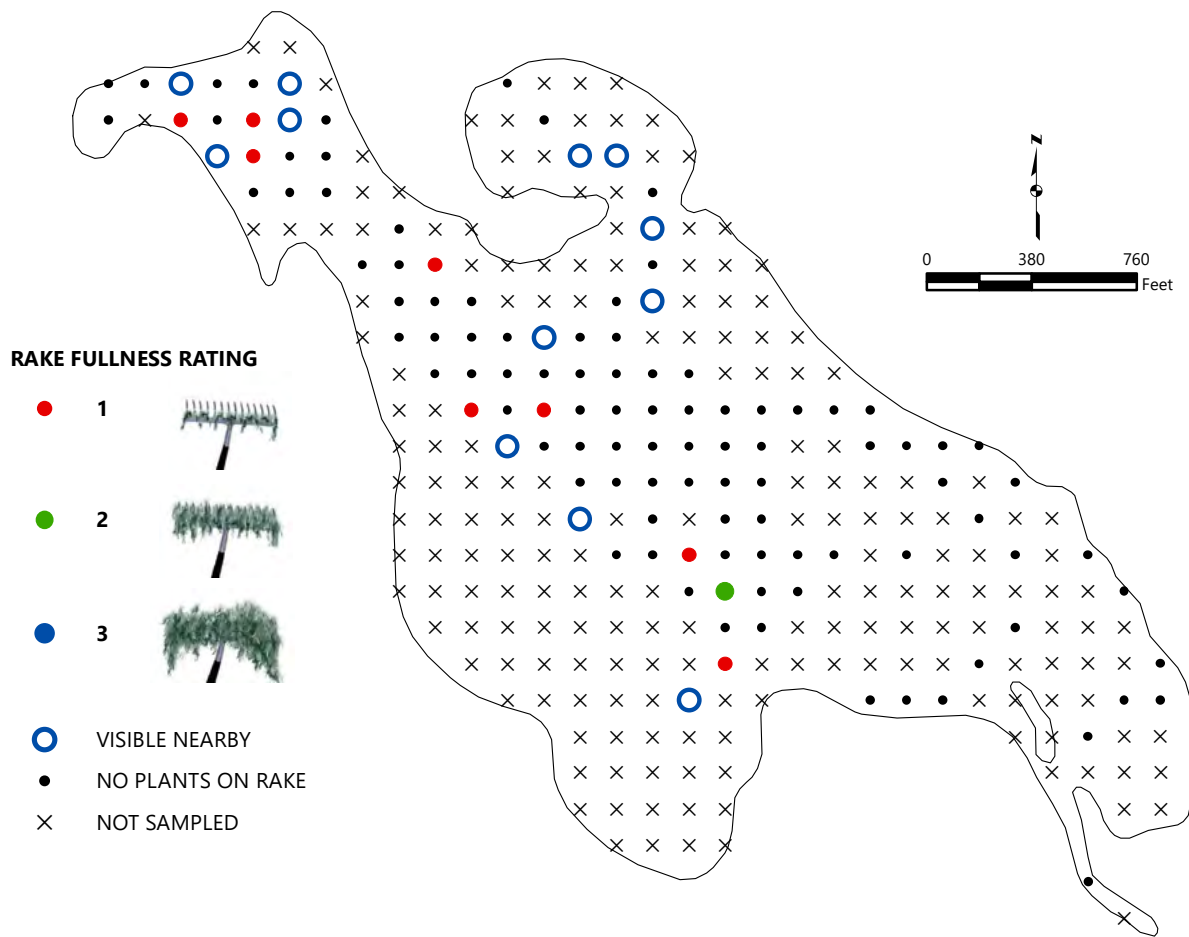 N
0 380 760
Feet
RAKE FULLNESS RATING
1
2
3
VISIBLE NEARBY
NO PLANTS ON RAKE
NOT SAMPLED